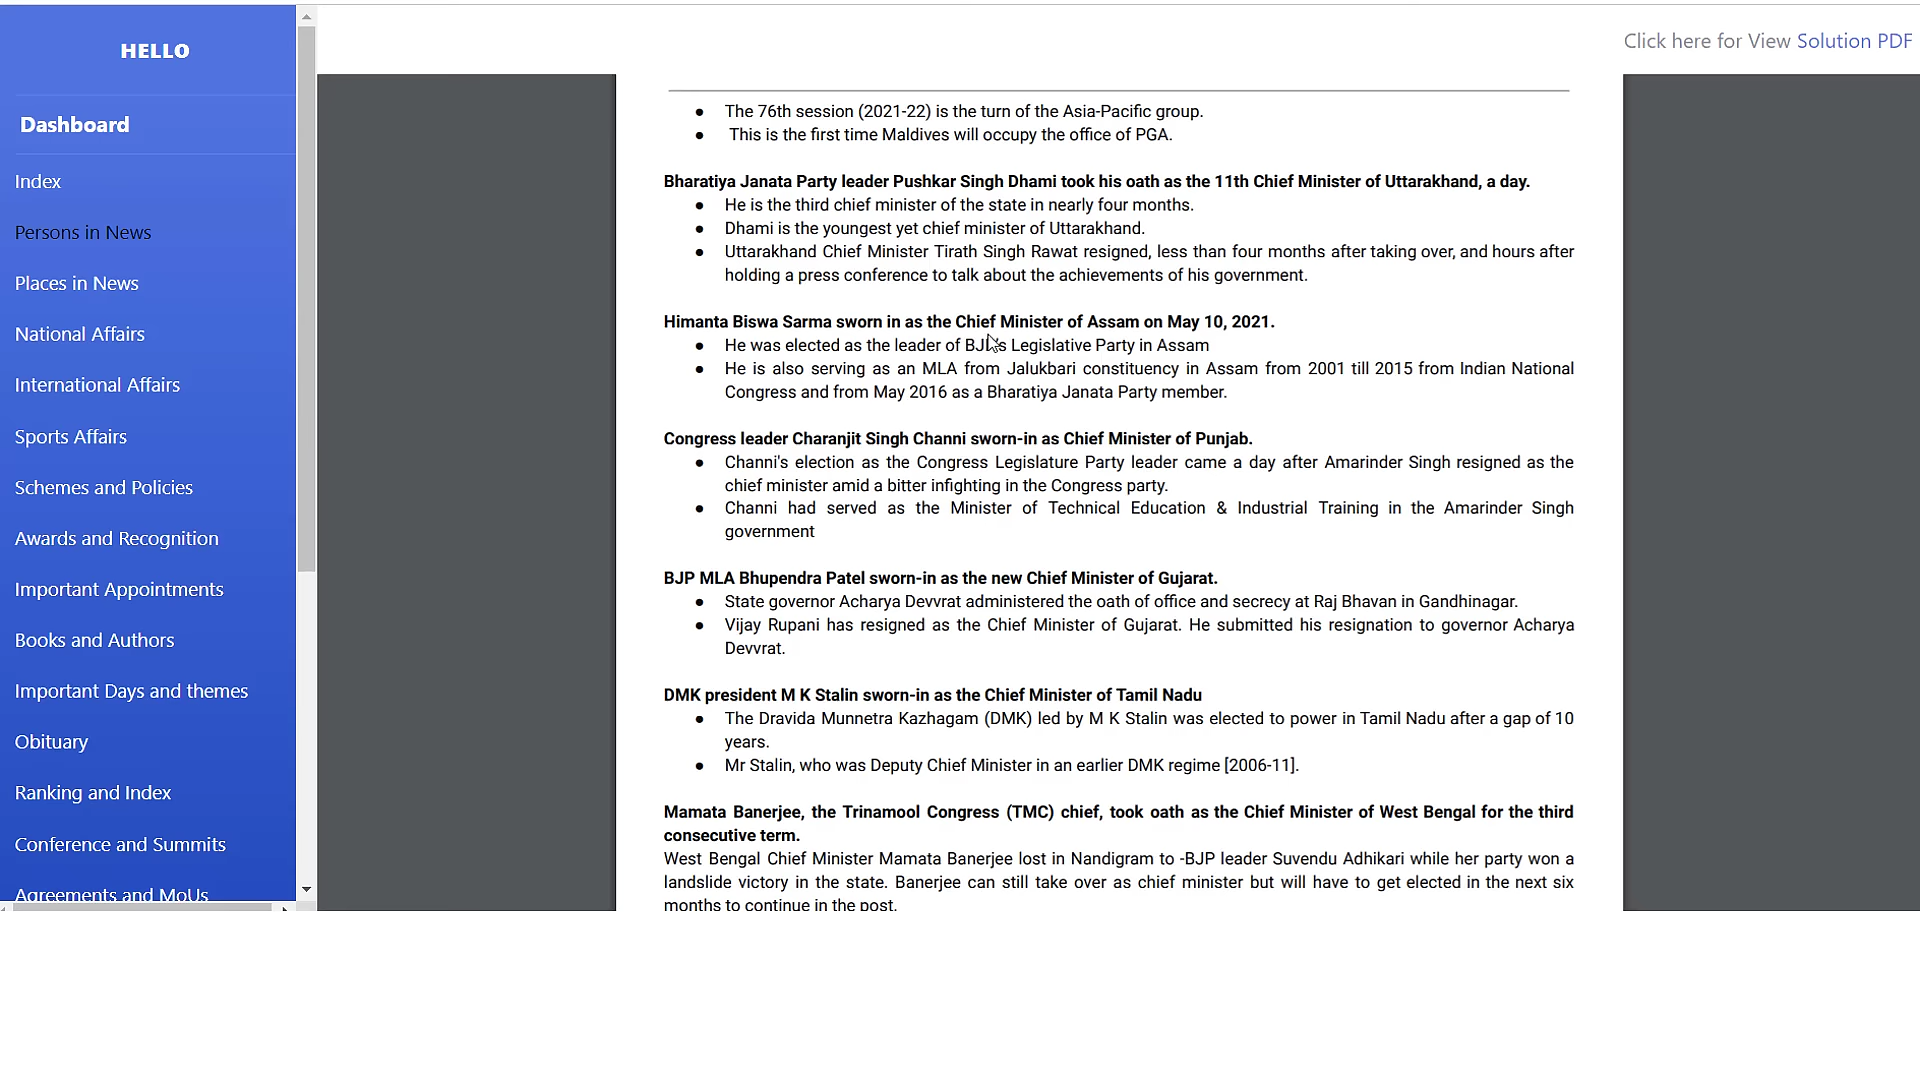 HELLO
Dashboard
Index
Persons in News
Places in News
National Affairs
International Affairs
Sports Affairs
Schemes and Policies
Awards and Recognition
Important Appointments
Books and Authors
Important Days and themes
Obituary
Ranking and Index
Conference and Summits
Agreements and MoUs
Click here for View Solution PDF
● The 76th session (2021-22) is the turn of the Asia-Pacific group.
● This is the first time Maldives will occupy the office of PGA.
Bharatiya Janata Party leader Pushkar Singh Dhami took his oath as the 11th Chief Minister of Uttarakhand, a day.
● He is the third chief minister of the state in nearly four months.
● Dhami is the youngest yet chief minister of Uttarakhand.
● Uttarakhand Chief Minister Tirath Singh Rawat resigned, less than four months after taking over, and hours after
holding a press conference to talk about the achievements of his government.
Himanta Biswa Sarma sworn in as the Chief Minister of Assam on May 10, 2021.
● He was elected as the leader of BJP's Legislative Party in Assam
● He is also serving as an MLA from Jalukbari constituency in Assam from 2001 till 2015 from Indian National
Congress and from May 2016 as a Bharatiya Janata Party member.
Congress leader Charanjit Singh Channi sworn-in as Chief Minister of Punjab.
● Channi's election as the Congress Legislature Party leader came a day after Amarinder Singh resigned as the
chief minister amid a bitter infighting in the Congress party.
● Channi had served as the Minister of Technical Education & Industrial Training in the Amarinder Singh
government
BJP MLA Bhupendra Patel sworn-in as the new Chief Minister of Gujarat.
● State governor Acharya Devvrat administered the oath of office and secrecy at Raj Bhavan in Gandhinagar.
● Vijay Rupani has resigned as the Chief Minister of Gujarat. He submitted his resignation to governor Acharya
Devvrat.
DMK president M K Stalin sworn-in as the Chief Minister of Tamil Nadu
● The Dravida Munnetra Kazhagam (DMK) led by M K Stalin was elected to power in Tamil Nadu after a gap of 10
years.
● Mr Stalin, who was Deputy Chief Minister in an earlier DMK regime [2006-11].
Mamata Banerjee, the Trinamool Congress (TMC) chief, took oath as the Chief Minister of West Bengal for the third
consecutive term.
West Bengal Chief Minister Mamata Banerjee lost in Nandigram to -BJP leader Suvendu Adhikari while her party won a
landslide victory in the state. Banerjee can still take over as chief minister but will have to get elected in the next six
months to continue in the post.